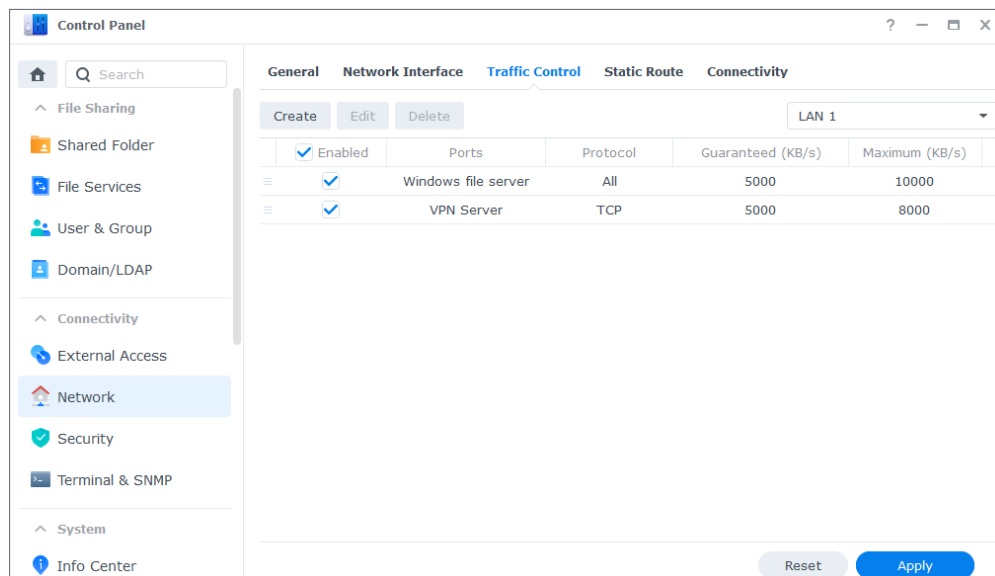 Control Panel
?
Search
General Network Interface Traffic Control Static Route Connectivity
File Sharing
Shared Folder
File Services
User & Group
Domain/LDAP
Connectivity
External Access
Network
Security
Terminal & SNMP
System
Info Center
Create Edit Delete LAN 1
Enabled Ports Protocol Guaranteed (KB/s) Maximum (KB/s)
Windows file server All 5000 10000
VPN Server TCP 5000 8000
Reset Apply